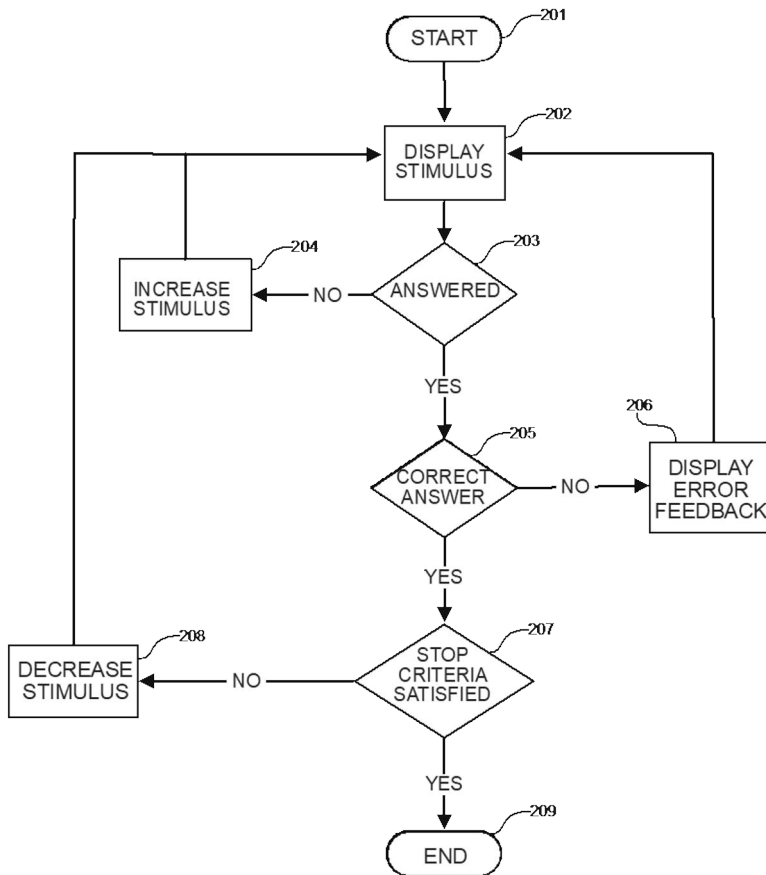 201
START
202
DISPLAY
STIMULUS
203
ANSWERED
204
INCREASE
STIMULUS
NO
YES
205
CORRECT
ANSWER
NO
206
DISPLAY
ERROR
FEEDBACK
YES
207
STOP
CRITERIA
SATISFIED
NO
208
DECREASE
STIMULUS
YES
209
END